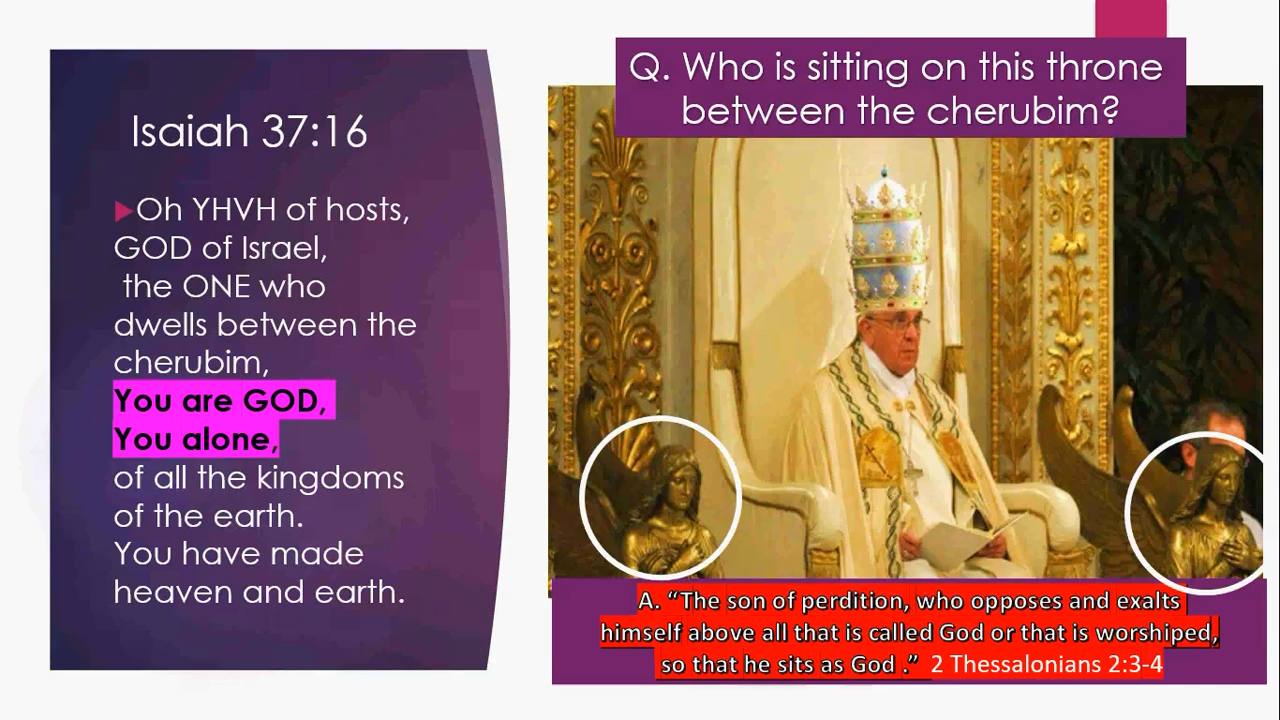 Isaiah 37:16
Oh YHVH of hosts,
GOD of Israel,
the ONE who
dwells between the
cherubim,
You are GOD,
You alone,
of all the kingdoms
of the earth.
You have made
heaven and earth.
Q. Who is sitting on this throne
between the cherubim?
A. “The son of perdition, who opposes and exalts
himself above all that is called God or that is worshiped,
so that he sits as God .” 2 Thessalonians 2:3-4